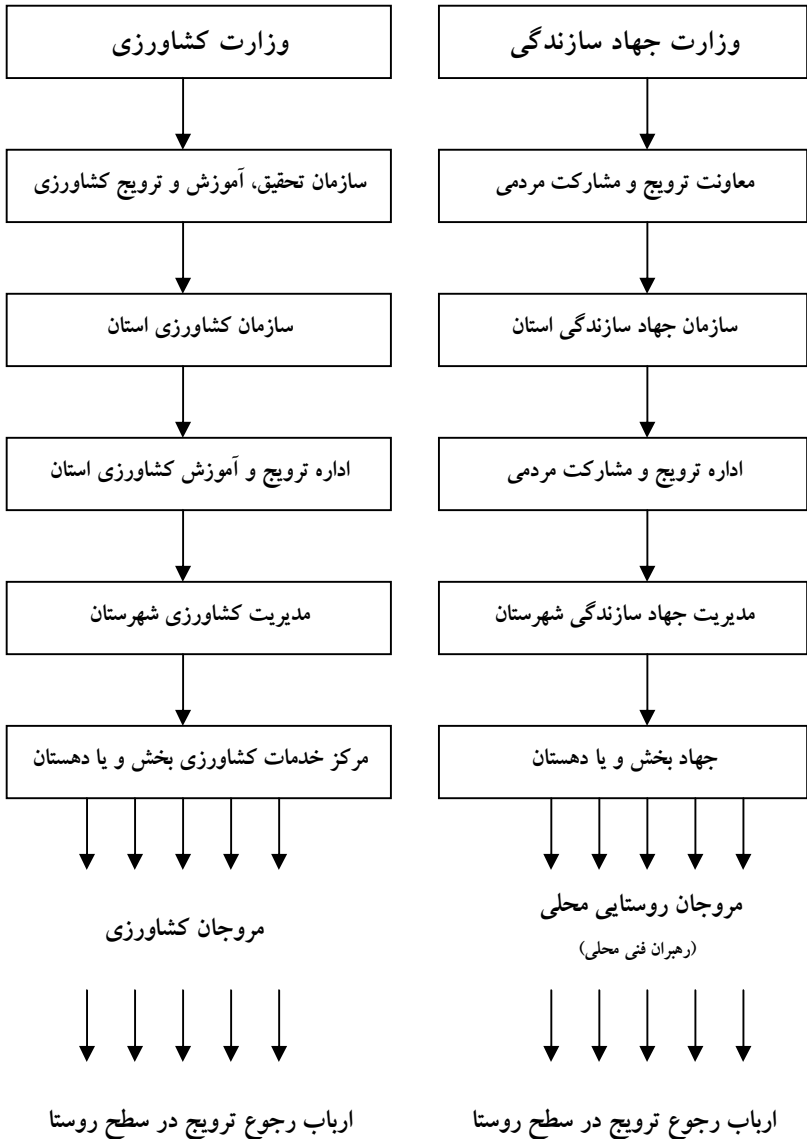 وزارت جهاد سازندگی
معاونت ترویج و مشارکت مردمی
سازمان جهاد سازندگی استان
اداره ترویج و مشارکت مردمی
مدیریت جهاد سازندگی شهرستان
جهاد بخش و یا دهستان
مروجان روستایی محلی
(رهبران فنی محلی)
ارباب رجوع ترویج در سطح روستا
وزارت کشاورزی
سازمان تحقیق، آموزش و ترویج کشاورزی
سازمان کشاورزی استان
اداره ترویج و آموزش کشاورزی استان
مدیریت کشاورزی شهرستان
مرکز خدمات کشاورزی بخش و یا دهستان
مروجان کشاورزی
ارباب رجوع ترویج در سطح روستا